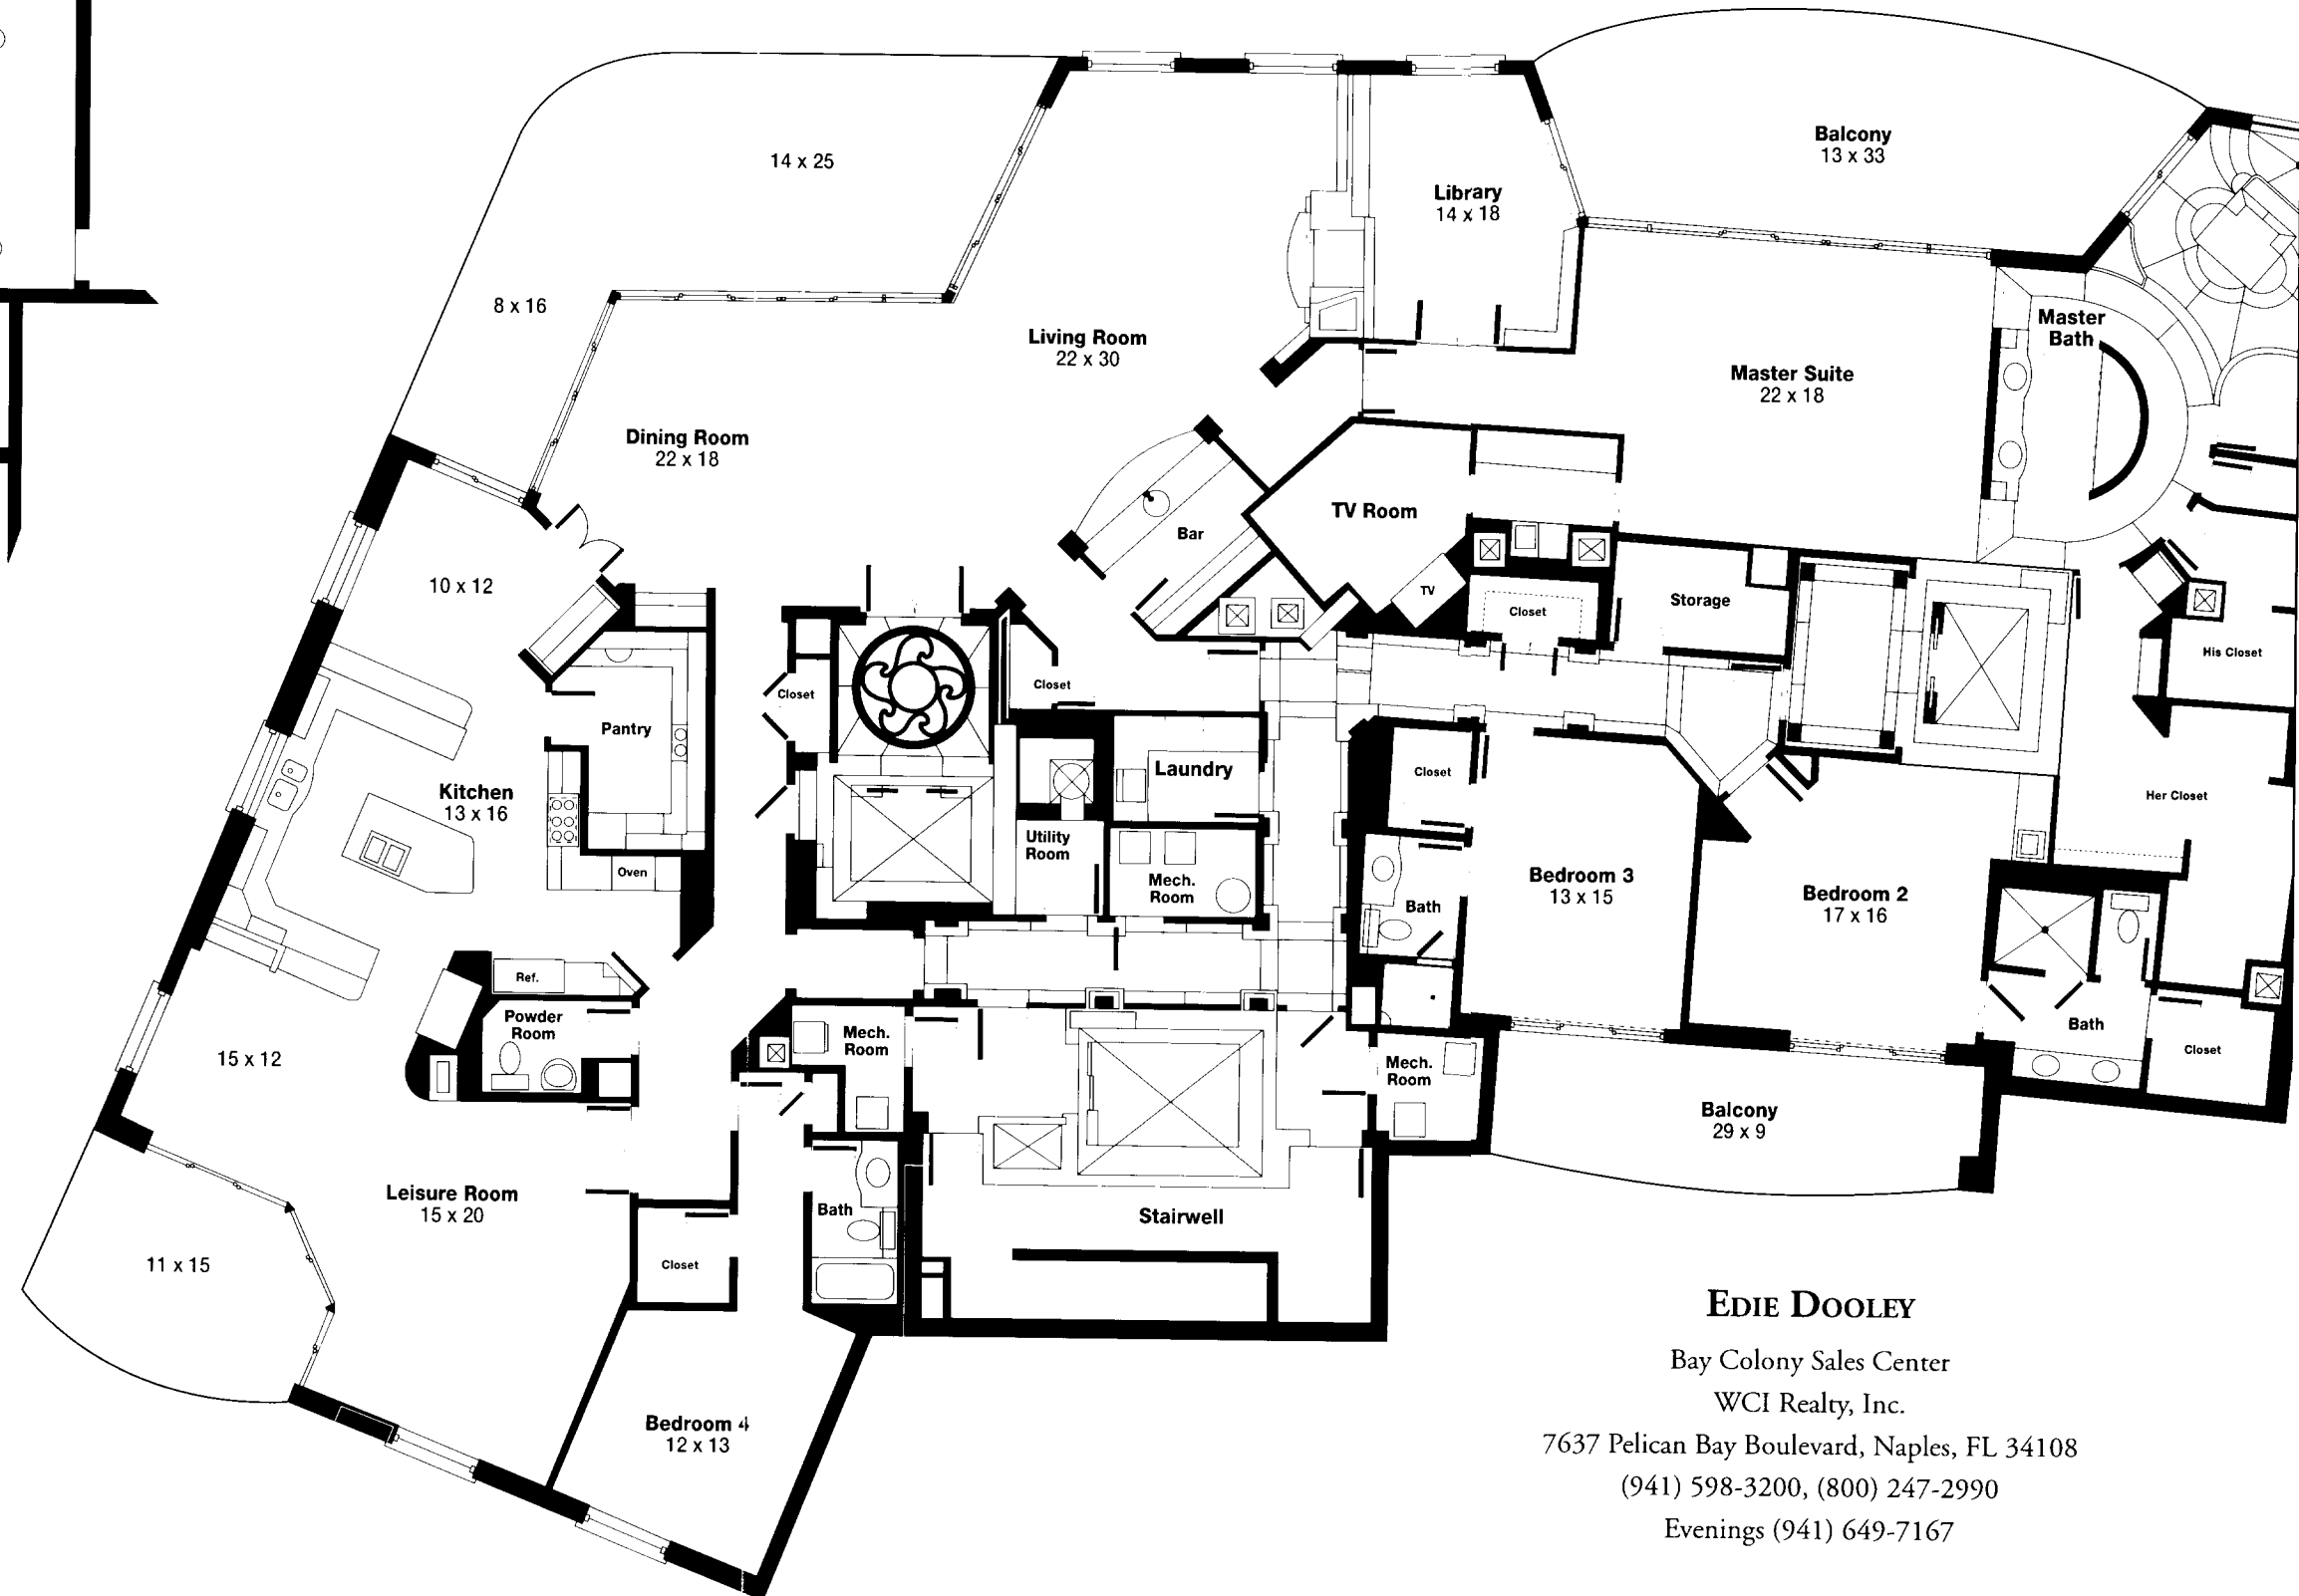 14 x 25
Balcony
13 x 33
Library
14 x 18
8 x 16
Living Room
22 x 30
Master
Bath
Master Suite
22 x 18
Dining Room
22 x 18
TV Room
Bar
10 x 12
TV
Closet
Storage
His Closet
Closet
Closet
Pantry
Laundry
Closet
Kitchen
13 x 16
Her Closet
Utility
Room
Oven
Mech.
Room
Bedroom 3
13 x 15
Bedroom 2
17 x 16
Bath
Ref.
Powder
Room
Mech.
Room
Bath
15 x 12
Closet
Mech.
Room
Balcony
29 x 9
Leisure Room
15 x 20
Bath
Stairwell
11 x 15
Closet
Bedroom 4
12 x 13
EDIE DOOLEY
Bay Colony Sales Center
WCI Realty, Inc.
7637 Pelican Bay Boulevard, Naples, FL 34108
(941) 598-3200, (800) 247-2990
Evenings (941) 649-7167